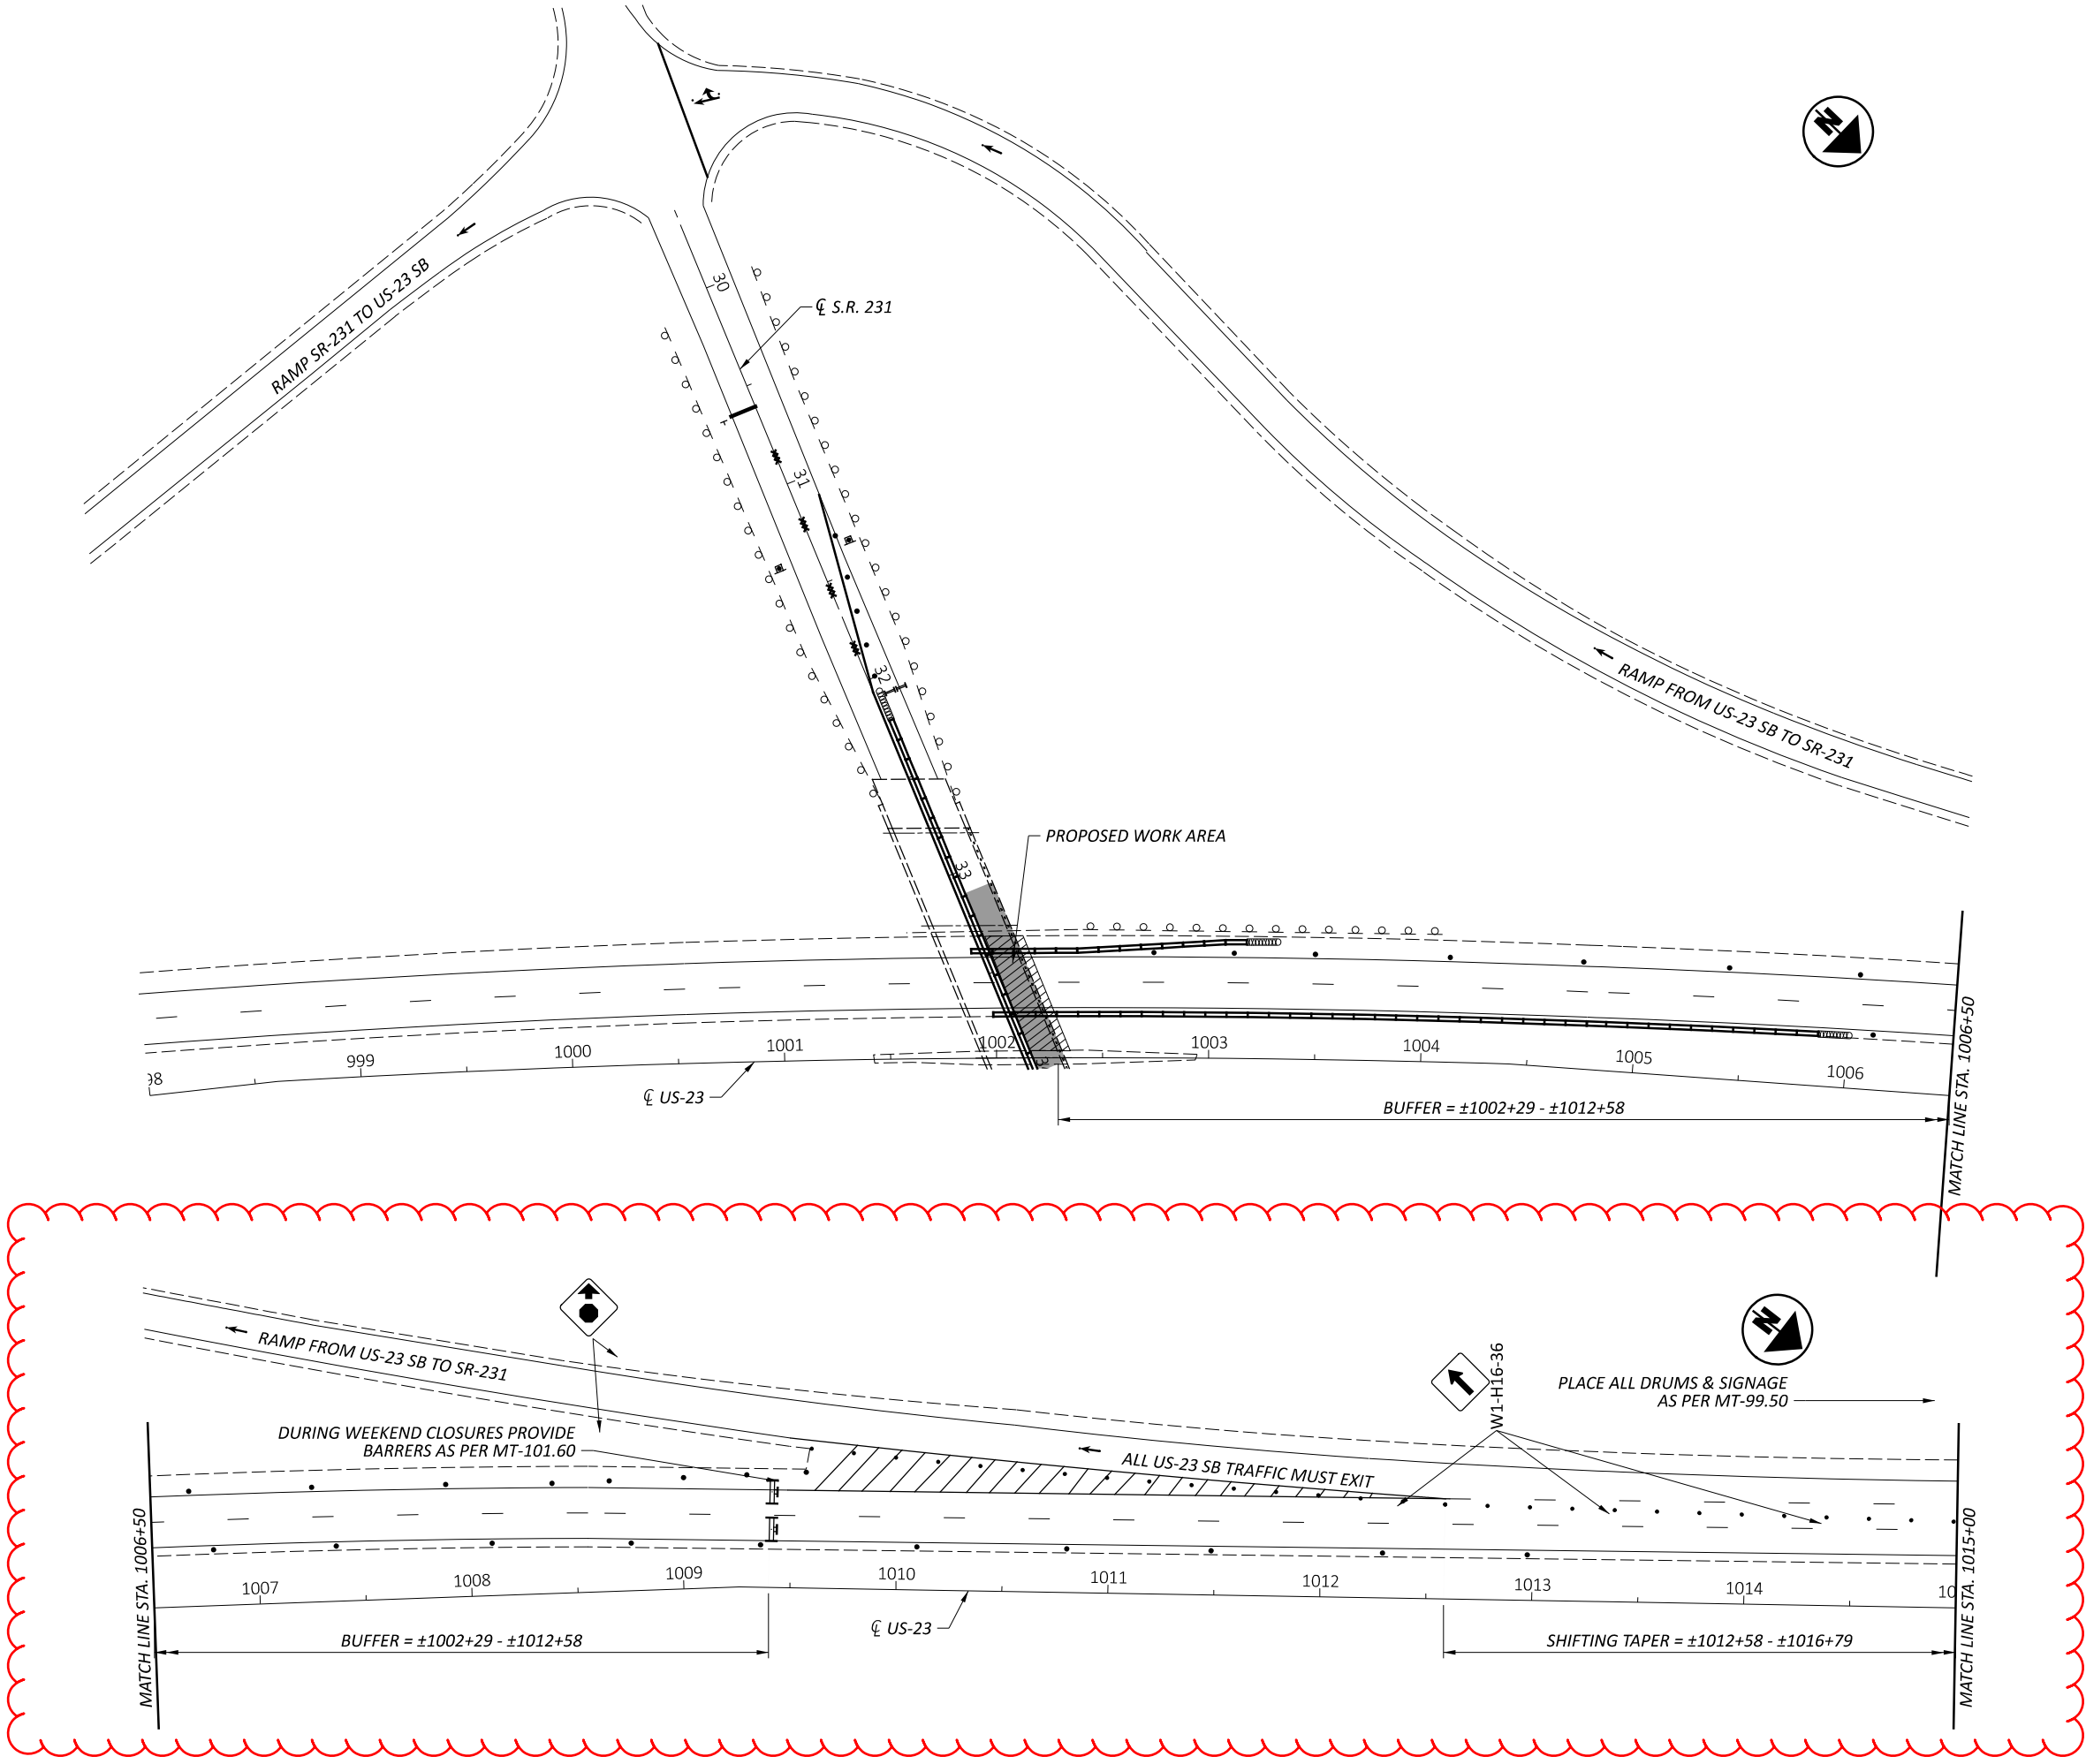 N
RAMP SR-231 TO US-23 SB
30
℄ S.R. 231
31
32
RAMP FROM US-23 SB TO SR-231
PROPOSED WORK AREA
33
98
999
1000
1001
1002
1003
1004
1005
1006
℄ US-23
BUFFER = ±1002+29 - ±1012+58
MATCH LINE STA. 1006+50
N
RAMP FROM US-23 SB TO SR-231
W1-H16-36
PLACE ALL DRUMS & SIGNAGE
AS PER MT-99.50
DURING WEEKEND CLOSURES PROVIDE
BARRERS AS PER MT-101.60
ALL US-23 SB TRAFFIC MUST EXIT
MATCH LINE STA. 1006+50
1007
1008
1009
1010
1011
1012
1013
1014
10
MATCH LINE STA. 1015+00
℄ US-23
BUFFER = ±1002+29 - ±1012+58
SHIFTING TAPER = ±1012+58 - ±1016+79